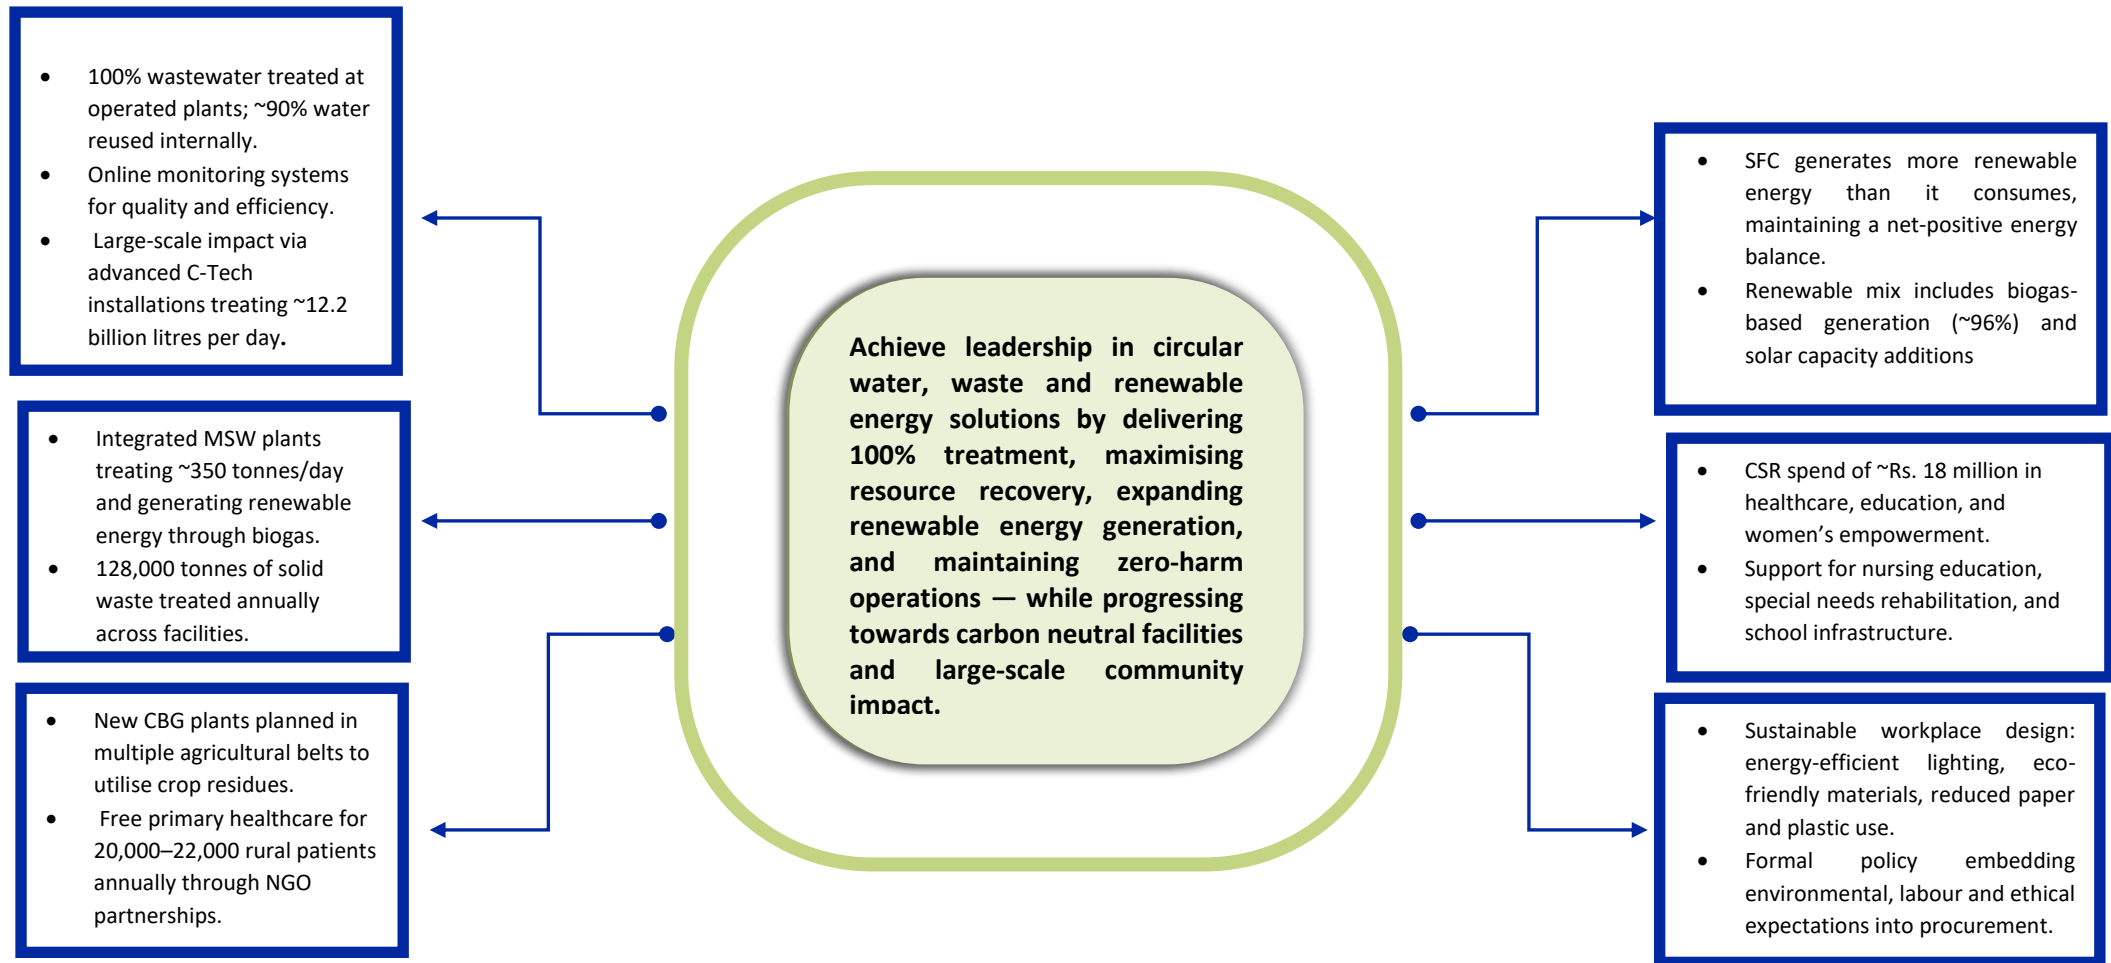 • 100% wastewater treated at
operated plants; ~90% water
reused internally.
• Online monitoring systems
for quality and efficiency.
• Large-scale impact via
advanced C-Tech
installations treating ~12.2
billion litres per day.
• Integrated MSW plants
treating ~350 tonnes/day
and generating renewable
energy through biogas.
• 128,000 tonnes of solid
waste treated annually
across facilities.
• New CBG plants planned in
multiple agricultural belts to
utilise crop residues.
• Free primary healthcare for
20,000–22,000 rural patients
annually through NGO
partnerships.
Achieve leadership in circular
water, waste and renewable
energy solutions by delivering
100% treatment, maximising
resource recovery, expanding
renewable energy generation,
and maintaining zero-harm
operations — while progressing
towards carbon neutral facilities
and large-scale community
impact.
• SFC generates more renewable
energy than it consumes,
maintaining a net-positive energy
balance.
• Renewable mix includes biogas-
based generation (~96%) and
solar capacity additions
• CSR spend of ~Rs. 18 million in
healthcare, education, and
women’s empowerment.
• Support for nursing education,
special needs rehabilitation, and
school infrastructure.
• Sustainable workplace design:
energy-efficient lighting, eco-
friendly materials, reduced paper
and plastic use.
• Formal policy embedding
environmental, labour and ethical
expectations into procurement.